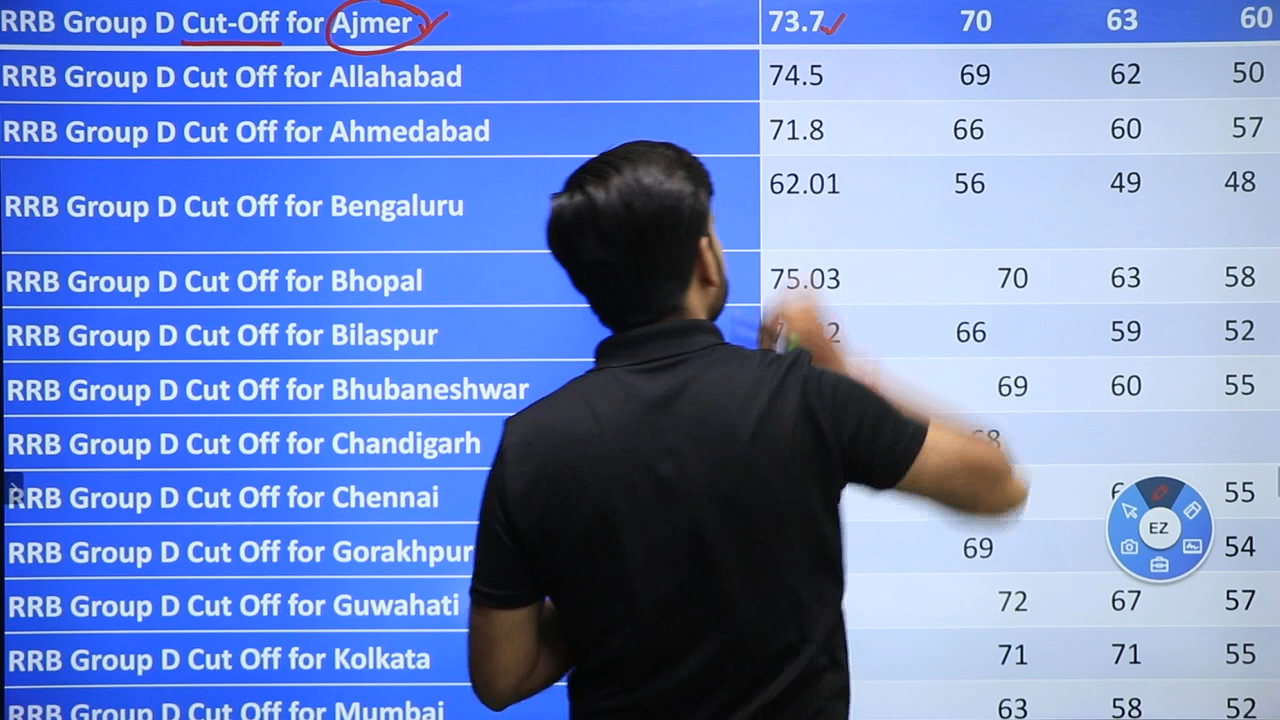 RRB Group D Cut-Off for Ajmer 73.7 70 63 60
RRB Group D Cut Off for Allahabad 74.5 69 62 50
RRB Group D Cut Off for Ahmedabad 71.8 66 60 57
RRB Group D Cut Off for Bengaluru 62.01 56 49 48
RRB Group D Cut Off for Bhopal 75.03 70 63 58
RRB Group D Cut Off for Bilaspur 66 59 52
RRB Group D Cut Off for Bhubaneshwar 69 60 55
RRB Group D Cut Off for Chandigarh
RRB Group D Cut Off for Chennai 55
RRB Group D Cut Off for Gorakhpur 69 54
RRB Group D Cut Off for Guwahati 72 67 57
RRB Group D Cut Off for Kolkata 71 71 55
RRB Group D Cut Off for Mumbai 63 58 52
EZ